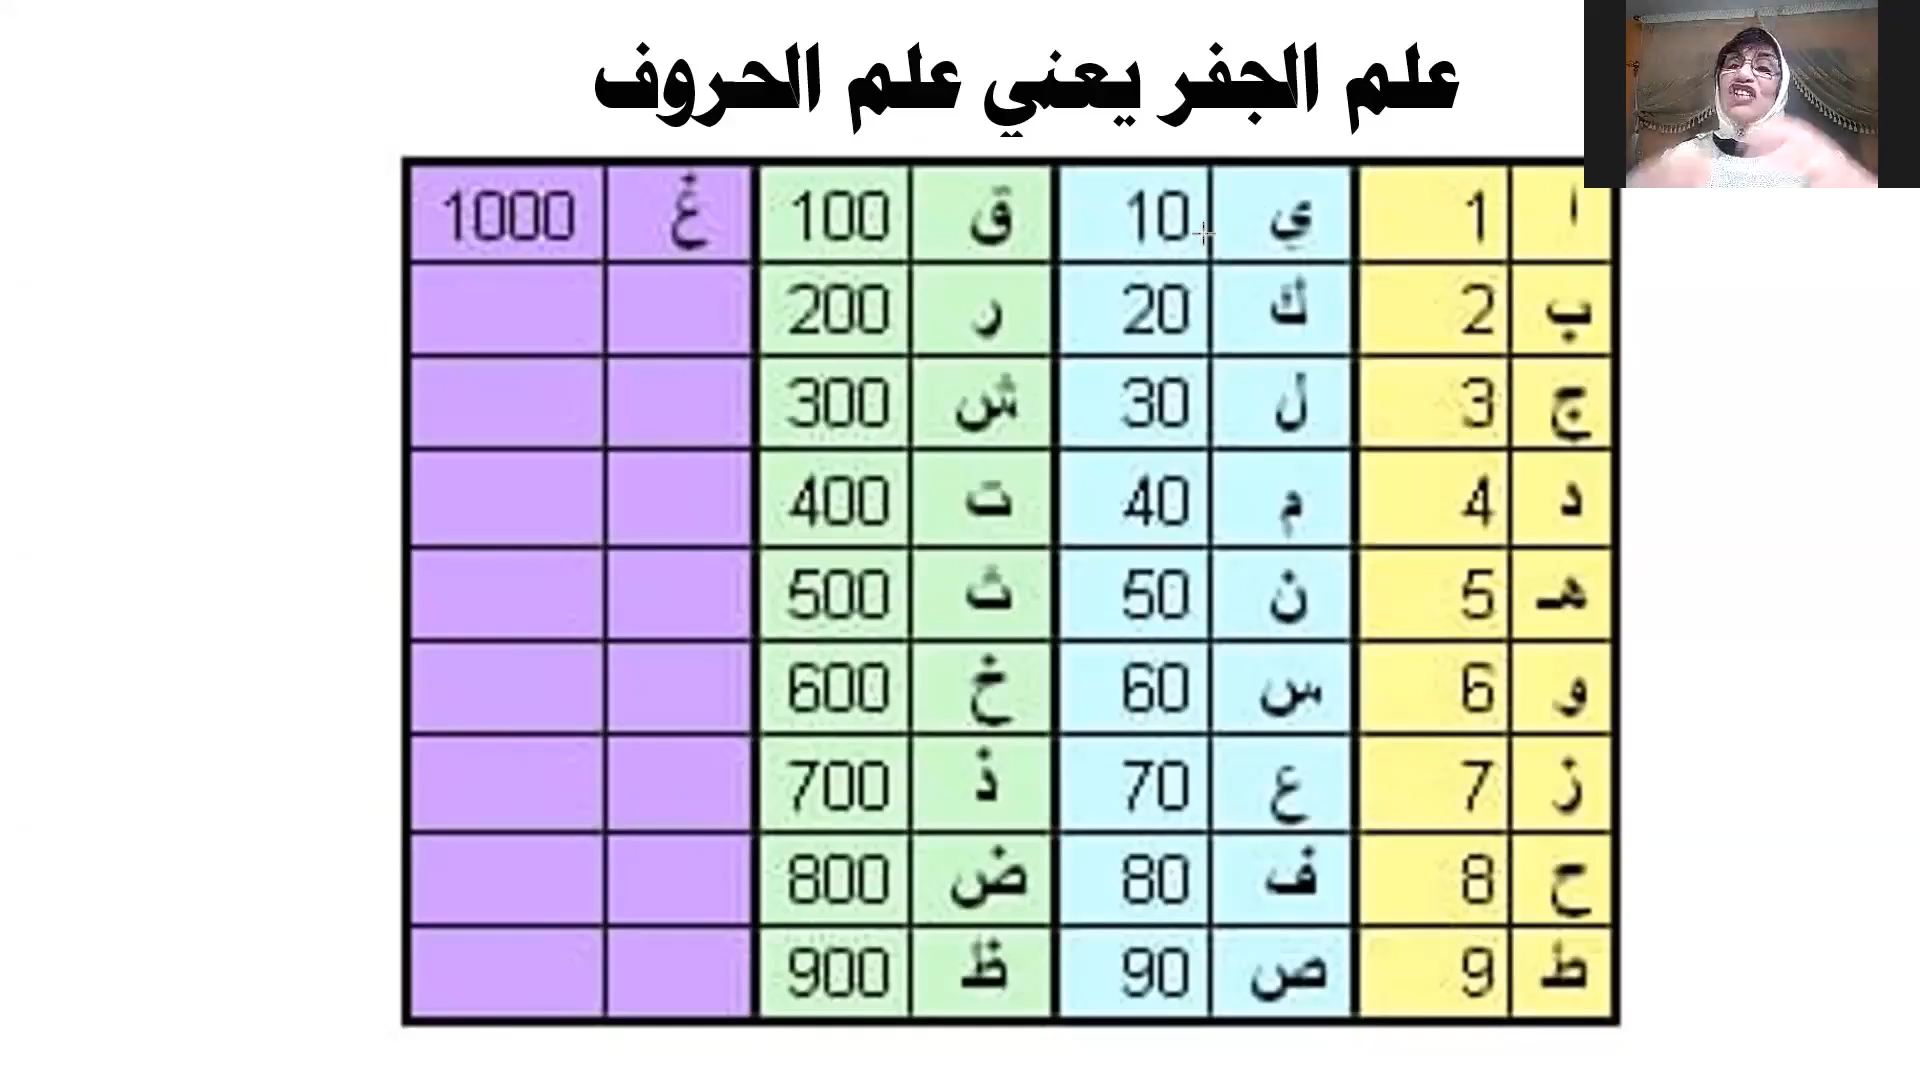 علم الجفر يعني علم الحروف
ا 1 ي 10 ق 100 غ 1000
ب 2 ك 20 ر 200
ج 3 ل 30 ش 300
د 4 م 40 ت 400
هـ 5 ن 50 ث 500
و 6 س 60 خ 600
ز 7 ع 70 ذ 700
ح 8 ف 80 ض 800
ط 9 ص 90 ظ 900